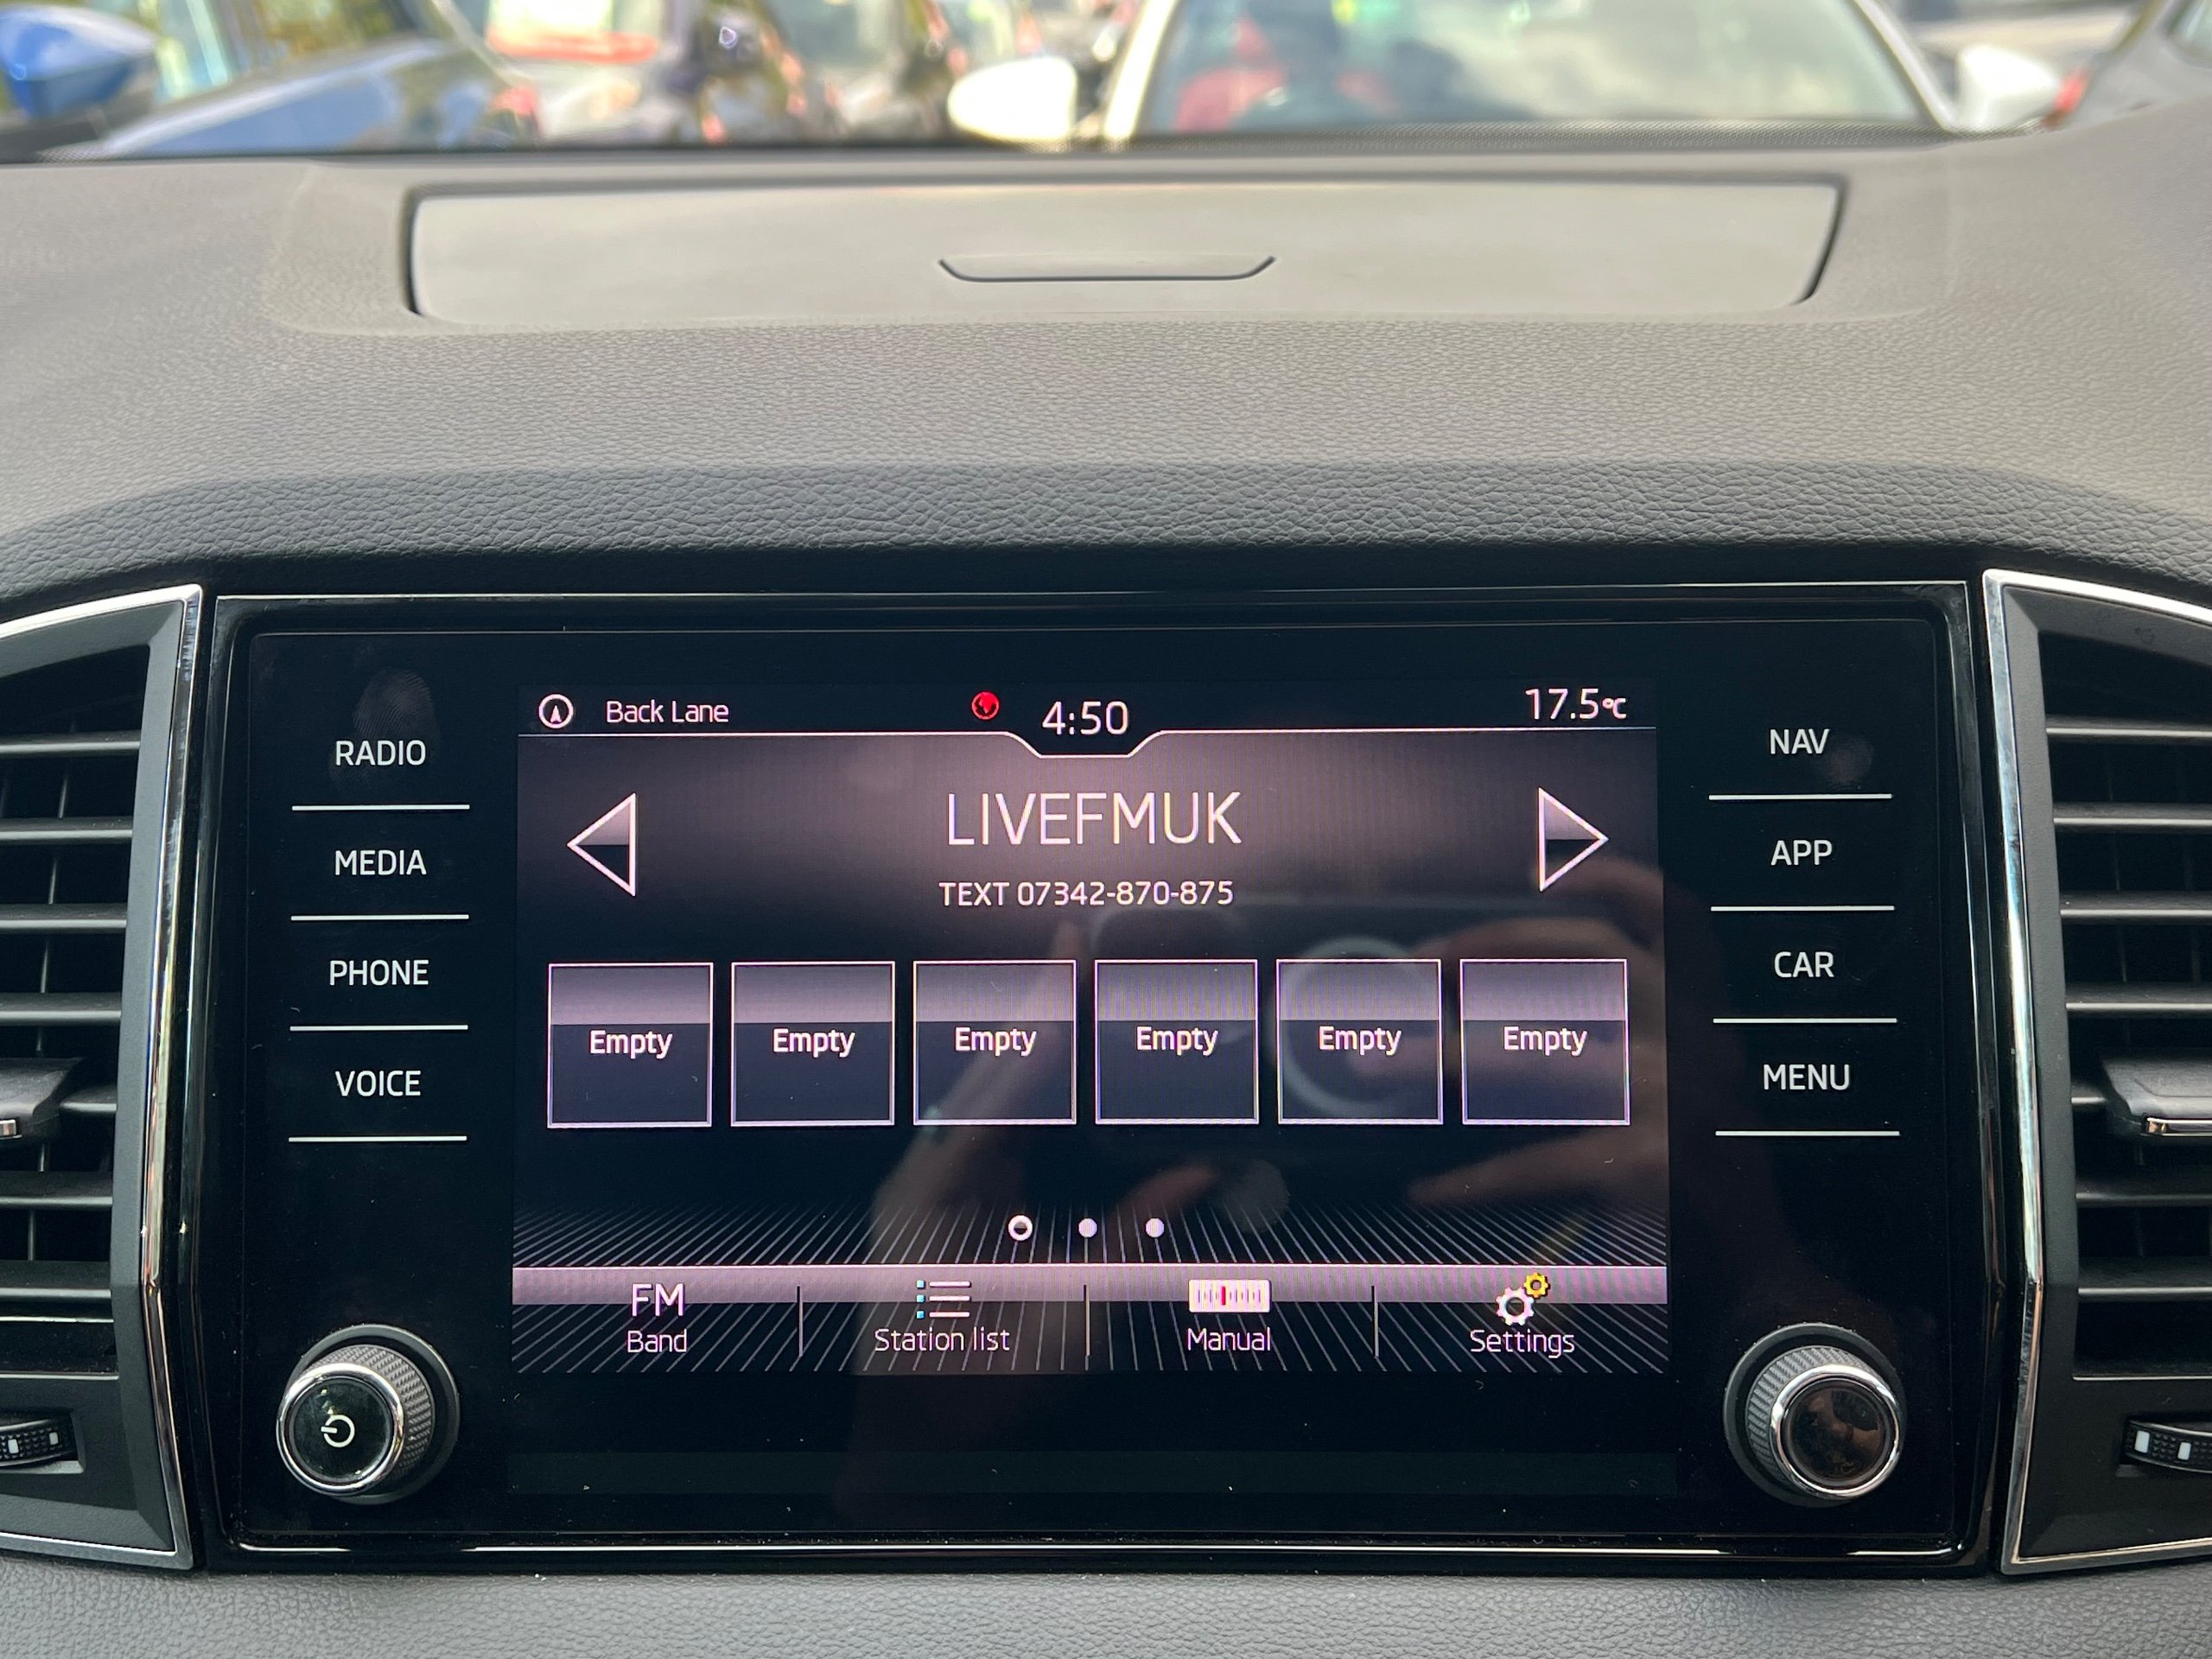 Back Lane
4:50
17.5°C
RADIO
MEDIA
PHONE
VOICE
LIVEFMUK
TEXT 07342-870-875
Empty Empty Empty Empty Empty Empty
FM
Band
Station list
Manual
Settings
NAV
APP
CAR
MENU